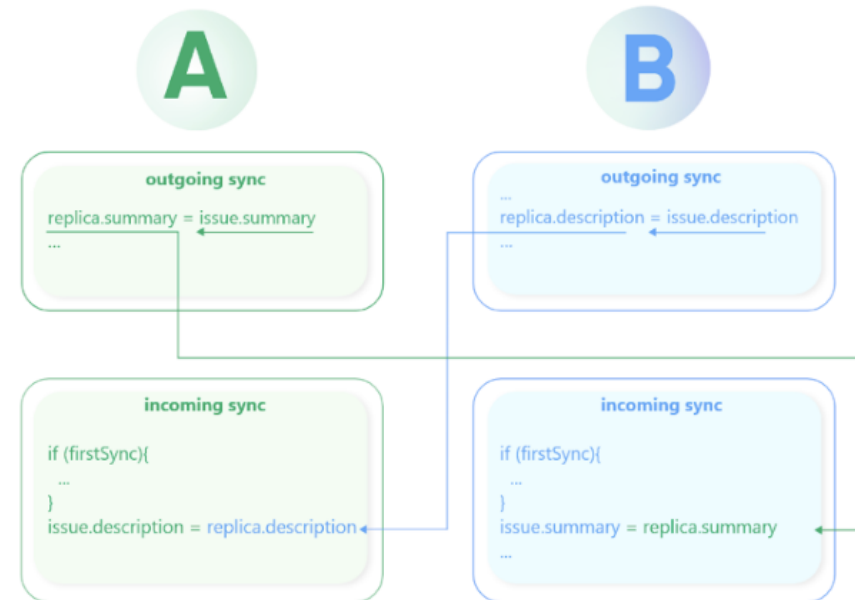 A
B
outgoing sync
replica.summary = issue.summary
...
outgoing sync
...
replica.description = issue.description
...
incoming sync
if (firstSync){
...
}
issue.description = replica.description
incoming sync
if (firstSync){
...
}
issue.summary = replica.summary
...